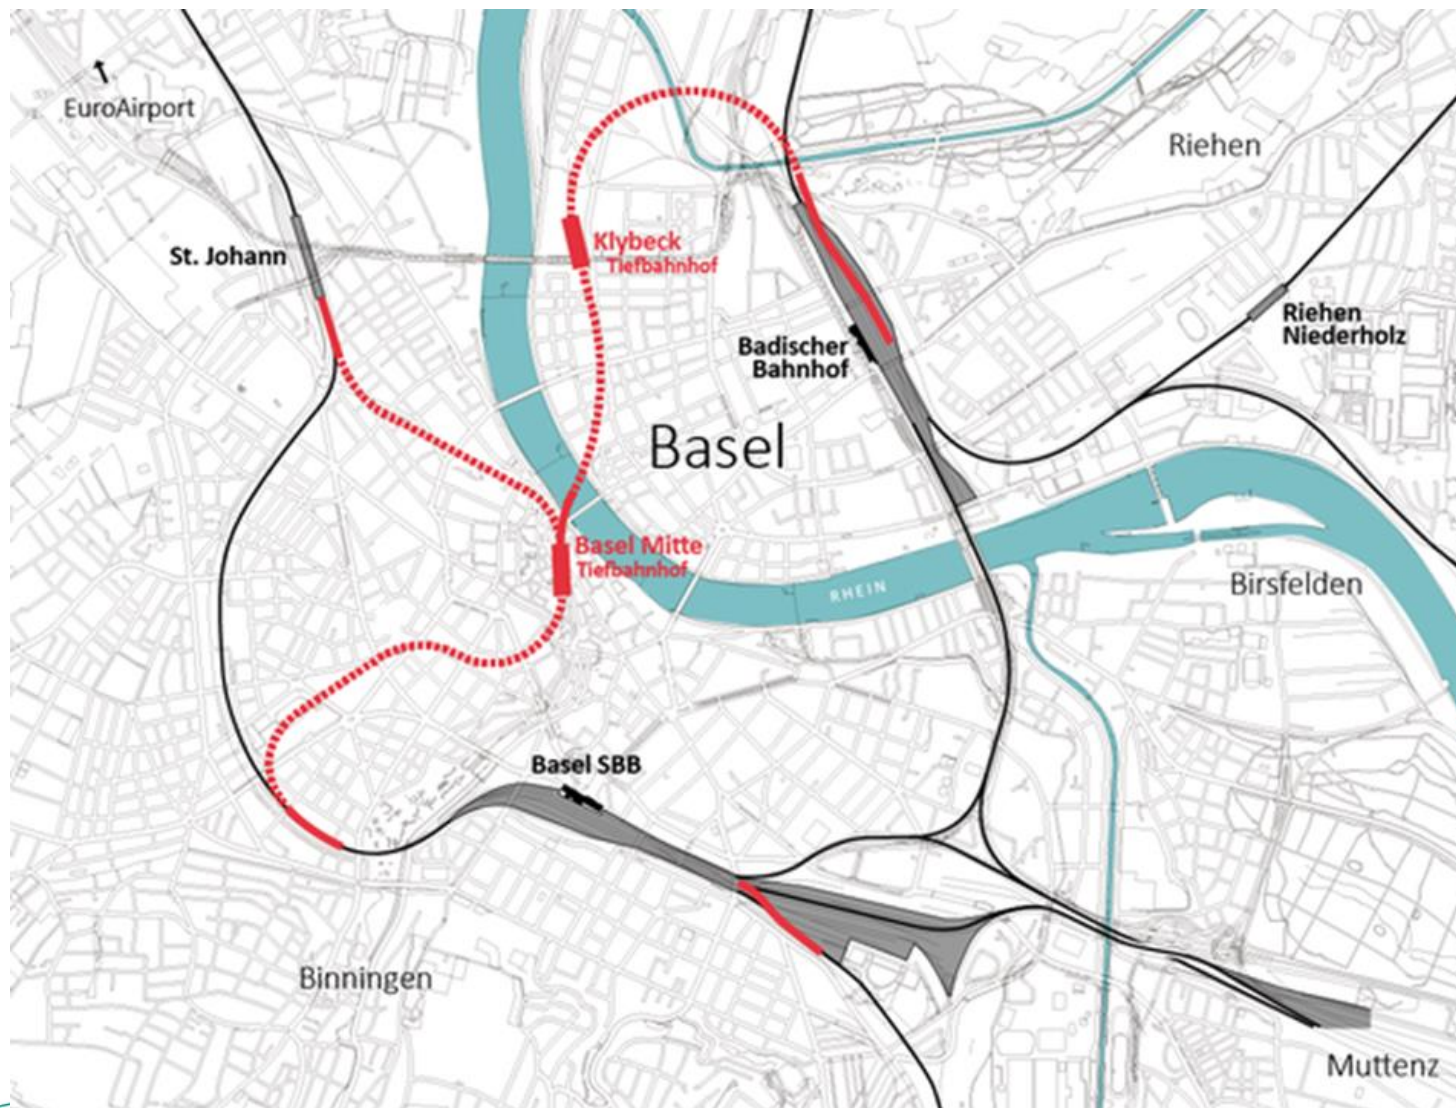 EuroAirport
Riehen
St. Johann
Klybeck
Tiefbahnhof
Riehen
Niederholz
Badischer
Bahnhof
Basel
Basel Mitte
Tiefbahnhof
RHEIN
Birsfelden
Basel SBB
Binningen
Muttenz